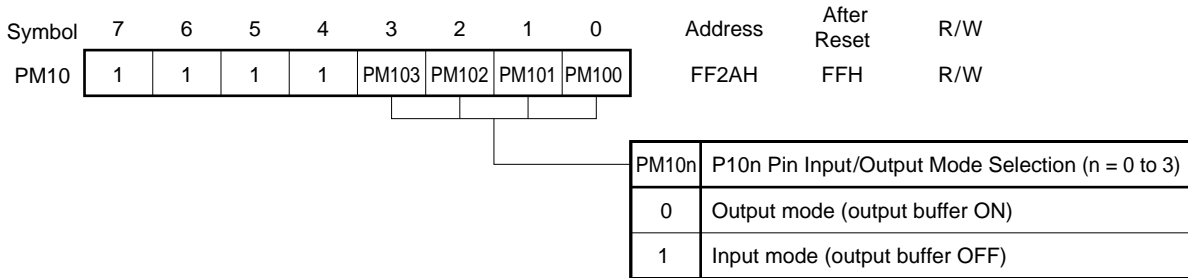 Symbol 7 6 5 4 3 2 1 0 Address After Reset R/W
PM10 1 1 1 1 PM103 PM102 PM101 PM100 FF2AH FFH R/W
PM10n P10n Pin Input/Output Mode Selection (n = 0 to 3)
0 Output mode (output buffer ON)
1 Input mode (output buffer OFF)